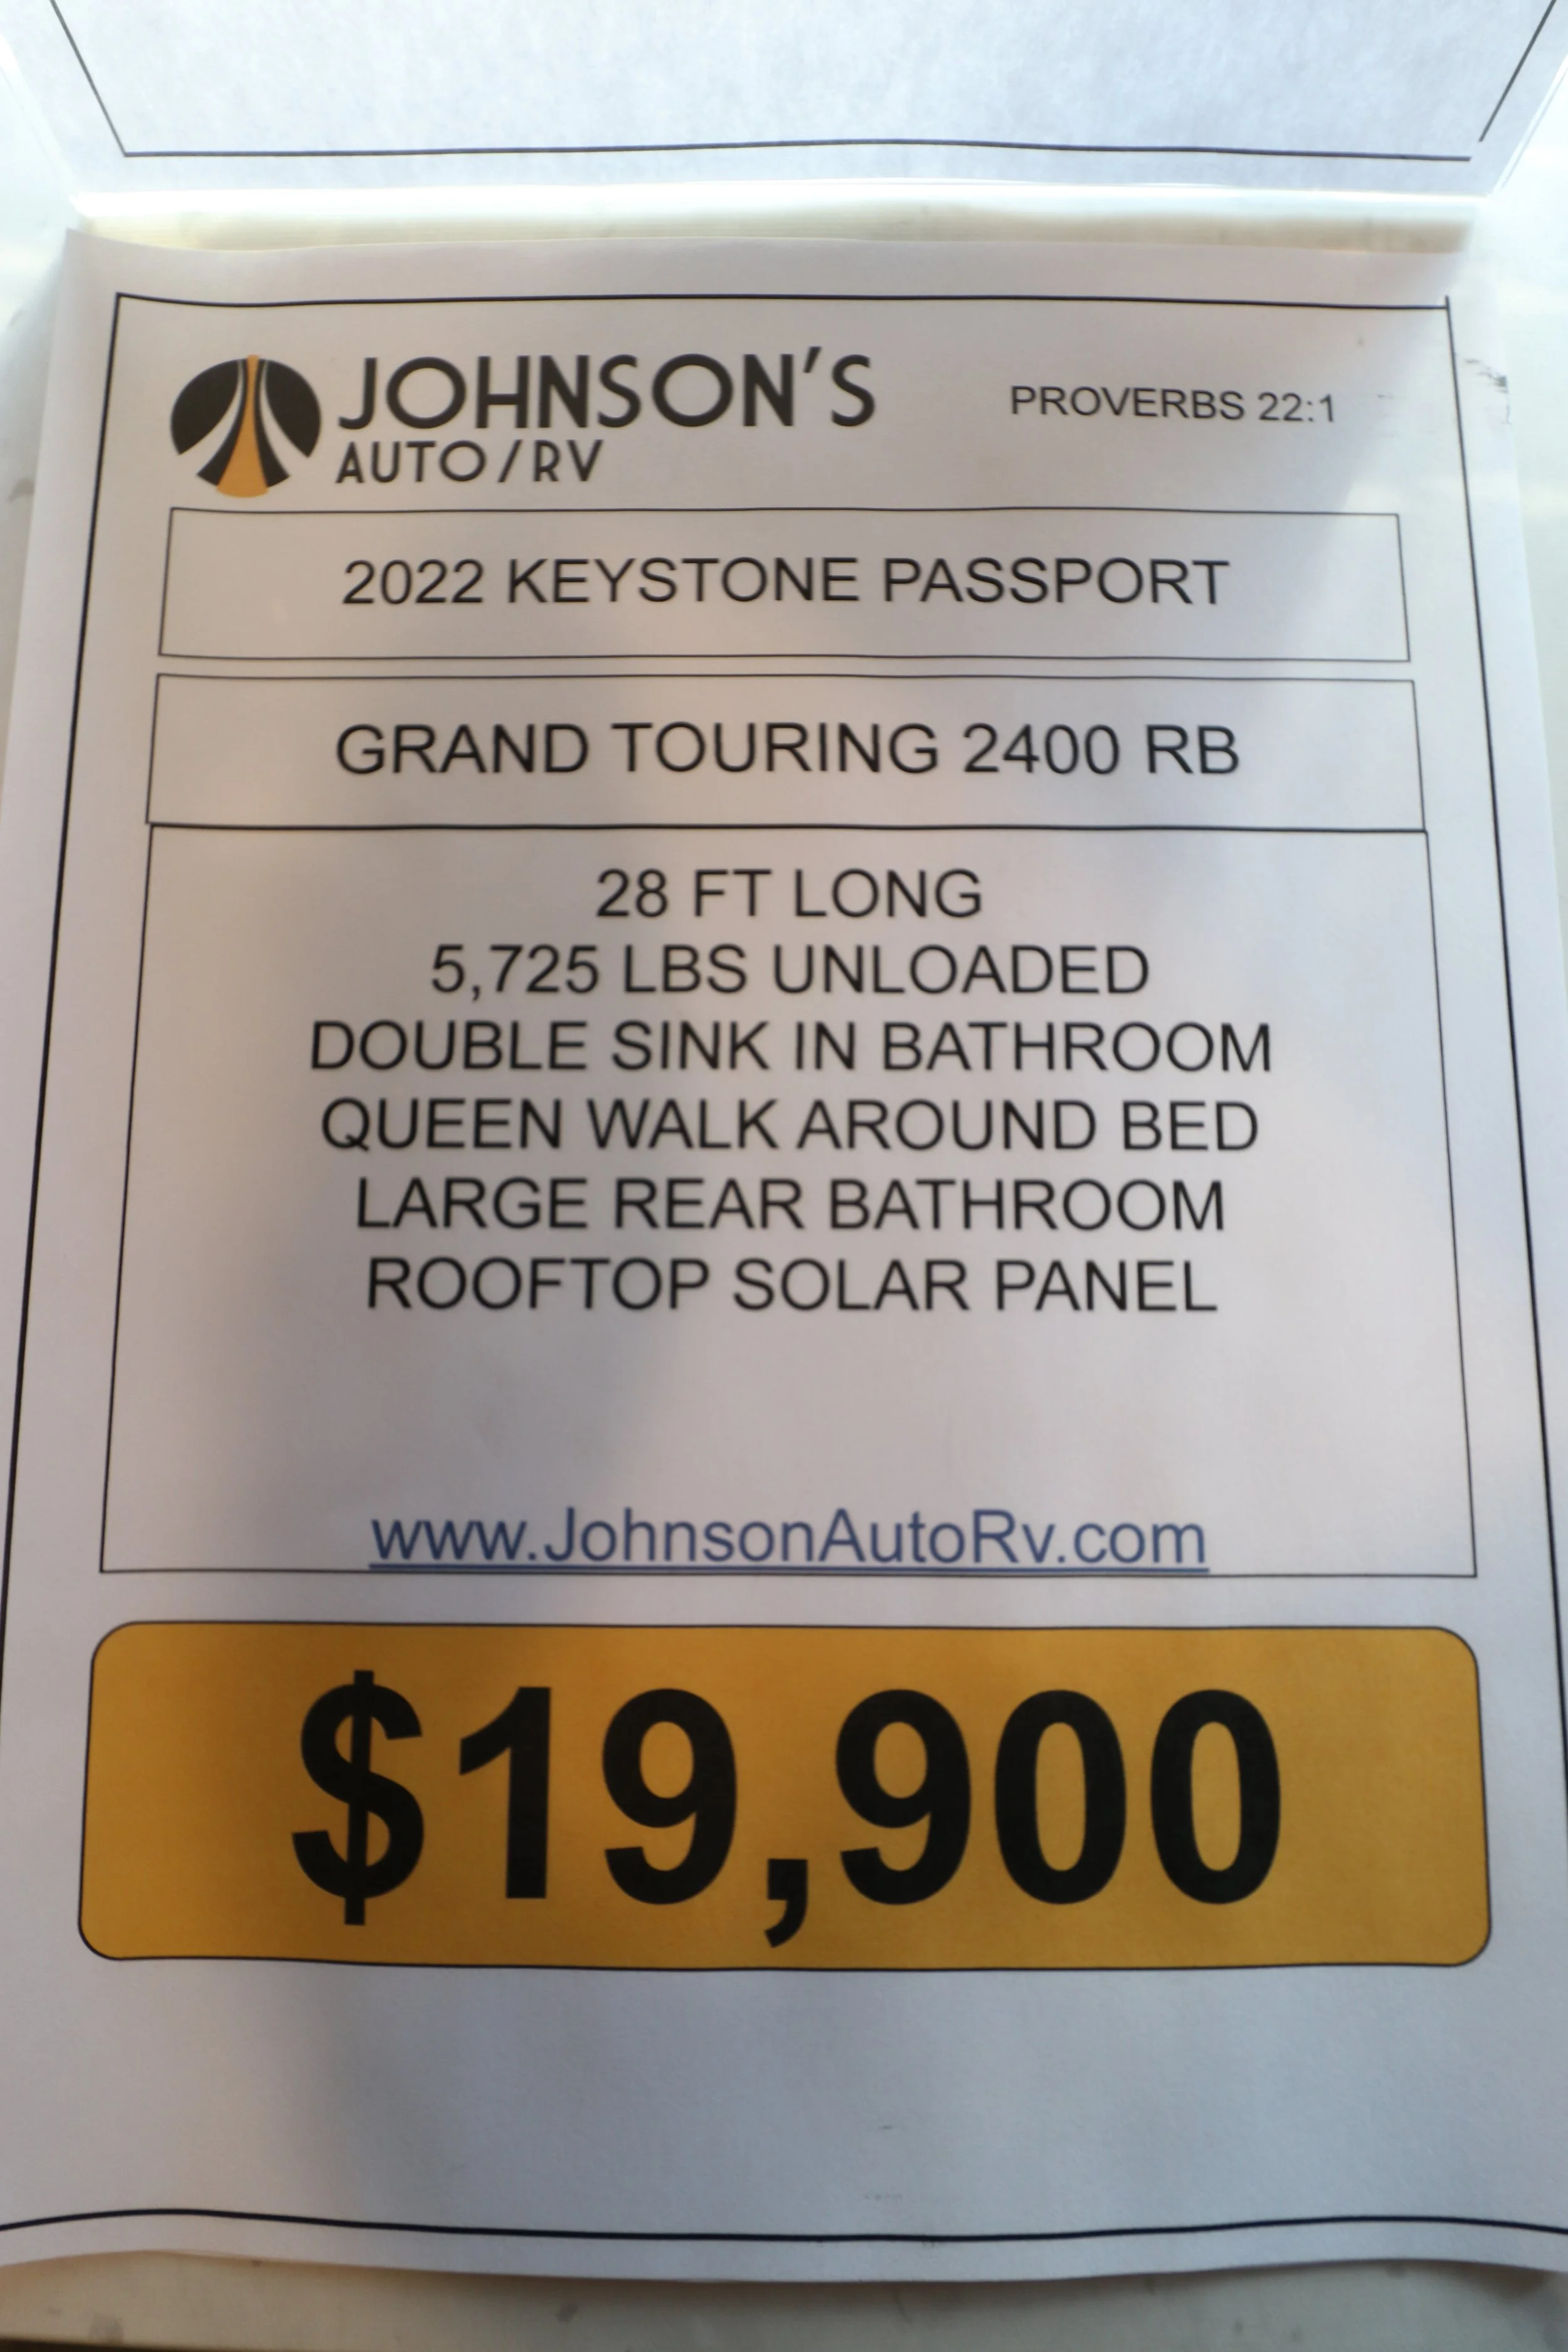 JOHNSON'S
AUTO/RV
PROVERBS 22:1
2022 KEYSTONE PASSPORT
GRAND TOURING 2400 RB
28 FT LONG
5,725 LBS UNLOADED
DOUBLE SINK IN BATHROOM
QUEEN WALK AROUND BED
LARGE REAR BATHROOM
ROOFTOP SOLAR PANEL
www.JohnsonAutoRv.com
$19,900